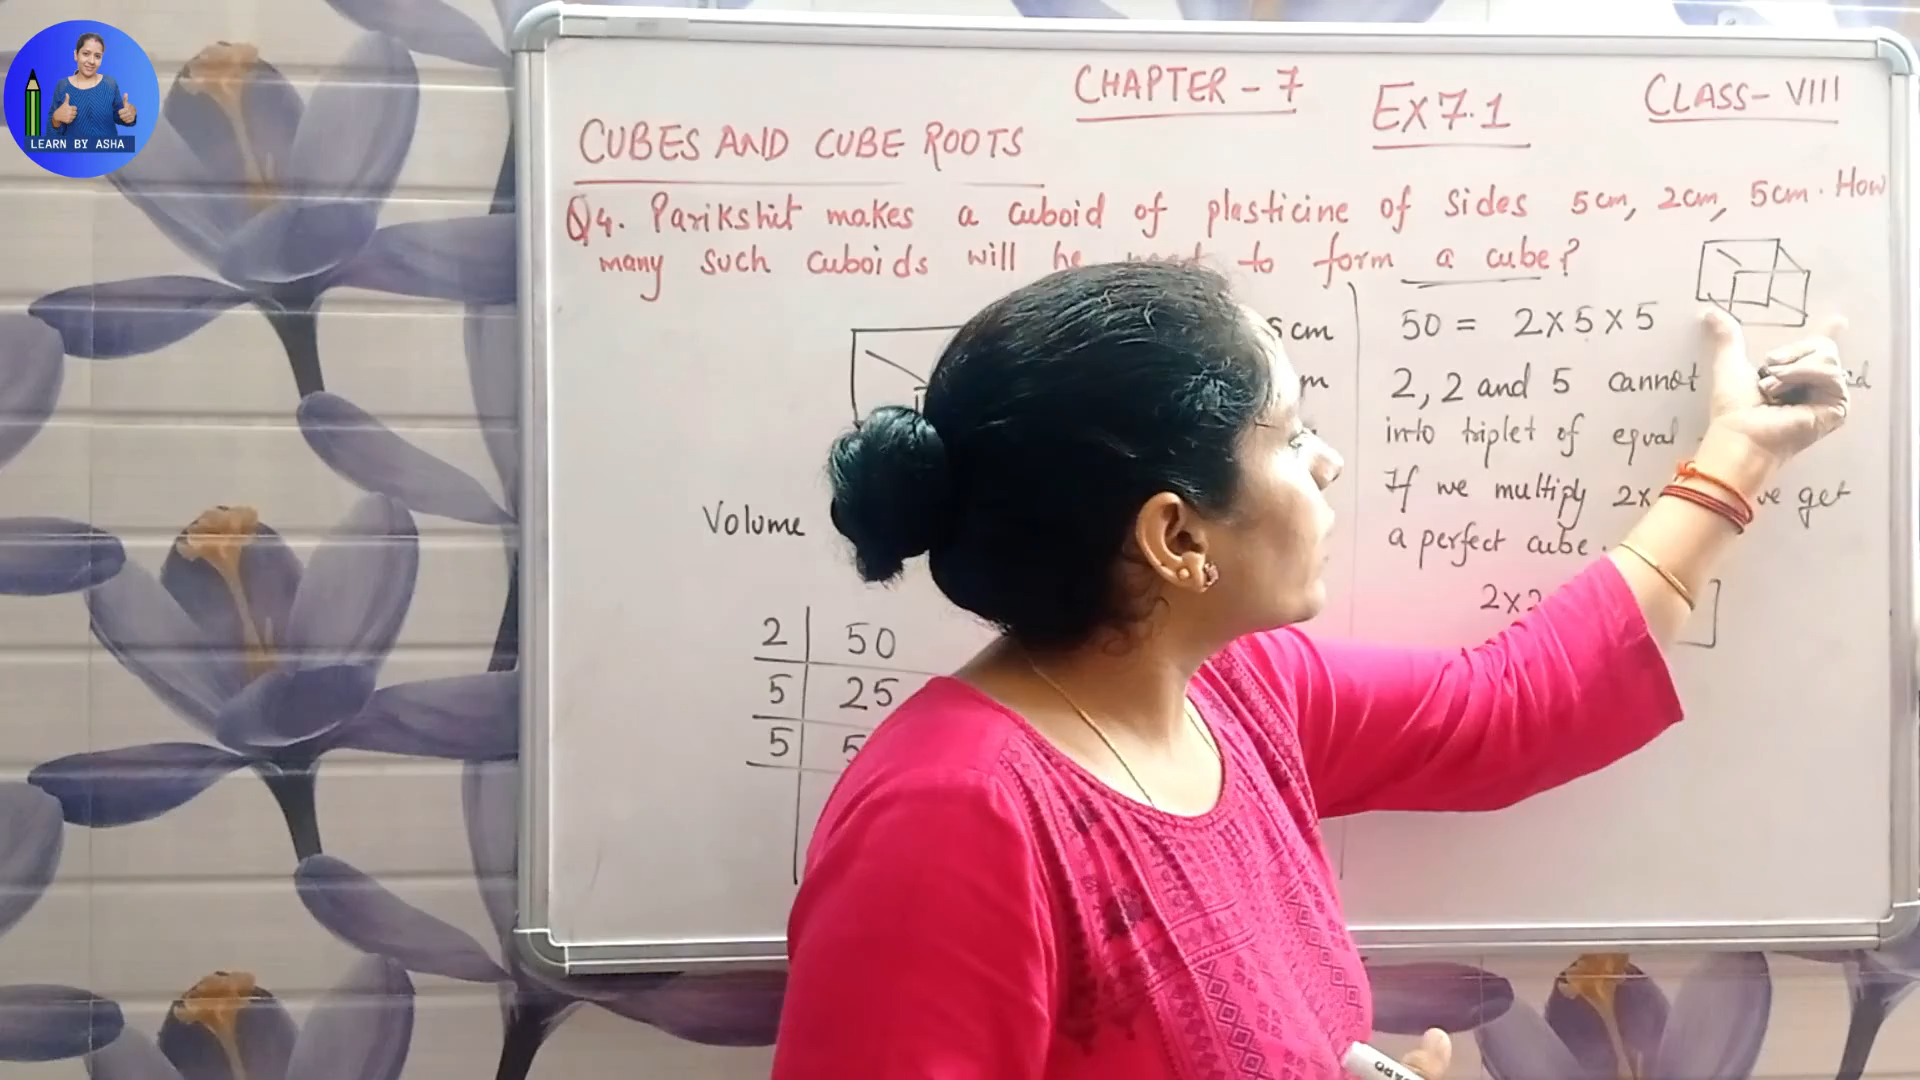 LEARN BY ASHA
CHAPTER - 7
EX 7.1
CLASS - VIII
CUBES AND CUBE ROOTS
Q4. Parikshit makes a cuboid of plasticine of sides 5cm, 2cm, 5cm. How
many such cuboids will he to form a cube?
5 cm
m
Volume
2 | 50
5 | 25
5 | 5
50 = 2 x 5 x 5
2, 2 and 5 cannot
into triplet of equal
If we multiply 2x get
a perfect cube.
2x2